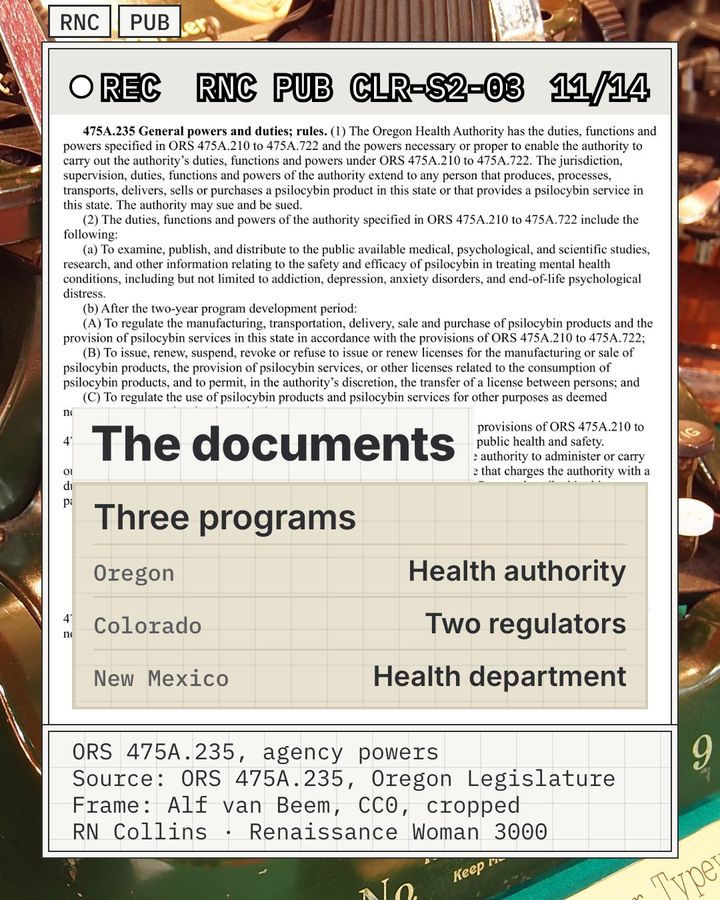 RNC PUB
REC RNC PUB CLR-S2-03 11/14
475A.235 General powers and duties; rules. (1) The Oregon Health Authority has the duties, functions and
powers specified in ORS 475A.210 to 475A.722 and the powers necessary or proper to enable the authority to
carry out the authority's duties, functions and powers under ORS 475A.210 to 475A.722. The jurisdiction,
supervision, duties, functions and powers of the authority extend to any person that produces, processes,
transports, delivers, sells or purchases a psilocybin product in this state or that provides a psilocybin service in
this state. The authority may sue and be sued.
(2) The duties, functions and powers of the authority specified in ORS 475A.210 to 475A.722 include the
following:
(a) To examine, publish, and distribute to the public available medical, psychological, and scientific studies,
research, and other information relating to the safety and efficacy of psilocybin in treating mental health
conditions, including but not limited to addiction, depression, anxiety disorders, and end-of-life psychological
distress.
(b) After the two-year program development period:
(A) To regulate the manufacturing, transportation, delivery, sale and purchase of psilocybin products and the
provision of psilocybin services in this state in accordance with the provisions of ORS 475A.210 to 475A.722;
(B) To issue, renew, suspend, revoke or refuse to issue or renew licenses for the manufacturing or sale of
psilocybin products, the provision of psilocybin services, or other licenses related to the consumption of
psilocybin products, and to permit, in the authority's discretion, the transfer of a license between persons; and
(C) To regulate the use of psilocybin products and psilocybin services for other purposes as deemed
provisions of ORS 475A.210 to
public health and safety.
authority to administer or carry
that charges the authority with a
The documents
Three programs
Oregon Health authority
Colorado Two regulators
New Mexico Health department
ORS 475A.235, agency powers
Source: ORS 475A.235, Oregon Legislature
Frame: Alf van Beem, CC0, cropped
RN Collins · Renaissance Woman 3000
9
Keep
No.